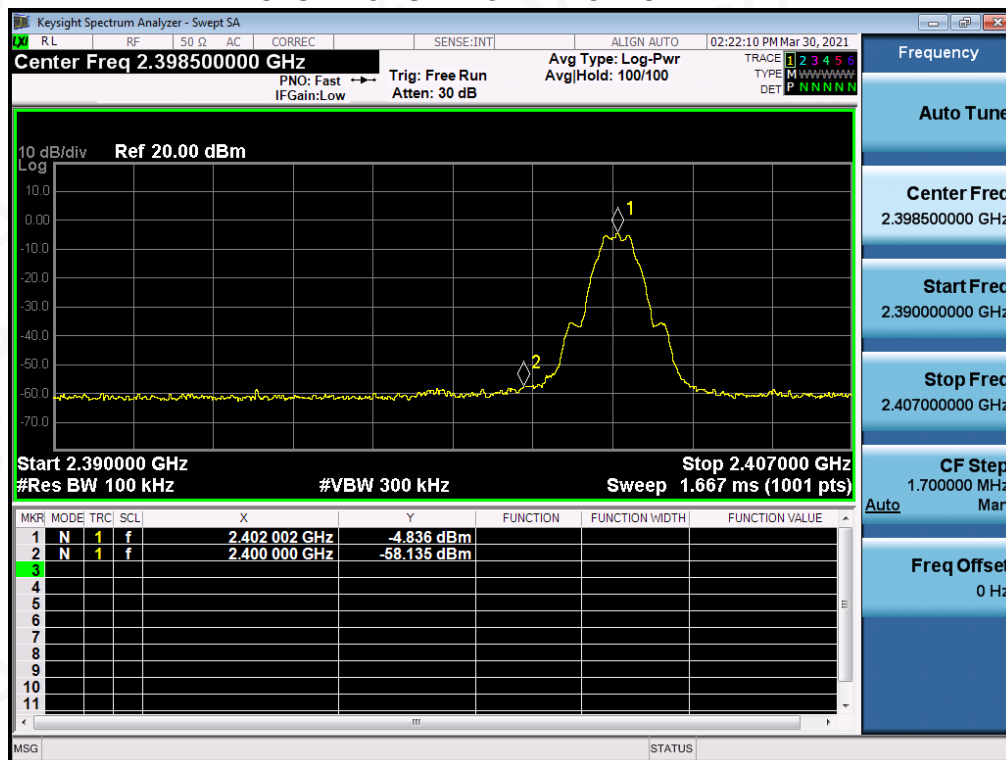 Keysight Spectrum Analyzer - Swept SA
LXI RL RF 50 Ω AC CORREC SENSE:INT ALIGN AUTO 02:22:10 PM Mar 30, 2021
Center Freq 2.398500000 GHz
PNO: Fast
IFGain:Low
Trig: Free Run
Atten: 30 dB
Avg Type: Log-Pwr
Avg|Hold: 100/100
TRACE 1 2 3 4 5 6
TYPE M W W W W W
DET P N N N N N
10 dB/div Ref 20.00 dBm
Log
10.0
0.00
-10.0
-20.0
-30.0
-40.0
-50.0
-60.0
-70.0
1
2
Start 2.390000 GHz Stop 2.407000 GHz
#Res BW 100 kHz #VBW 300 kHz Sweep 1.667 ms (1001 pts)
MKR MODE TRC SCL X Y FUNCTION FUNCTION WIDTH FUNCTION VALUE
1 N 1 f 2.402 002 GHz -4.836 dBm
2 N 1 f 2.400 000 GHz -58.135 dBm
3
4
5
6
7
8
9
10
11
MSG STATUS
Frequency
Auto Tune
Center Freq
2.398500000 GHz
Start Freq
2.390000000 GHz
Stop Freq
2.407000000 GHz
CF Step
1.700000 MHz
Auto Man
Freq Offset
0 Hz